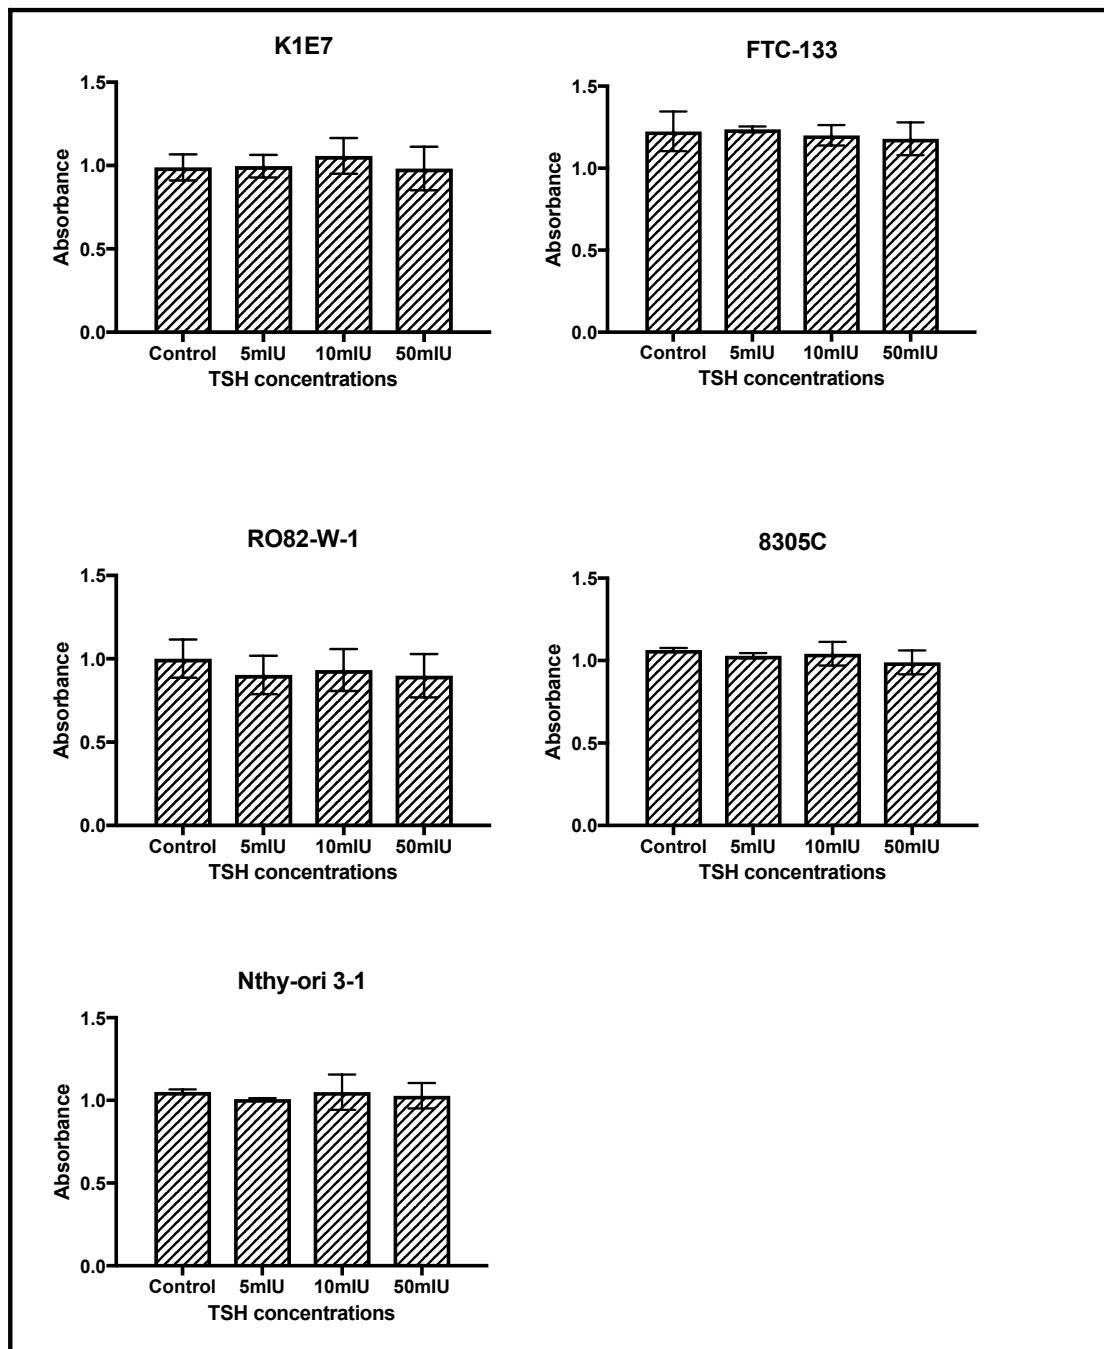 K1E7
1.5
1.0
0.5
0.0
Absorbance
Control 5mIU 10mIU 50mIU
TSH concentrations
FTC-133
1.5
1.0
0.5
0.0
Absorbance
Control 5mIU 10mIU 50mIU
TSH concentrations
RO82-W-1
1.5
1.0
0.5
0.0
Absorbance
Control 5mIU 10mIU 50mIU
TSH concentrations
8305C
1.5
1.0
0.5
0.0
Absorbance
Control 5mIU 10mIU 50mIU
TSH concentrations
Nthy-ori 3-1
1.5
1.0
0.5
0.0
Absorbance
Control 5mIU 10mIU 50mIU
TSH concentrations